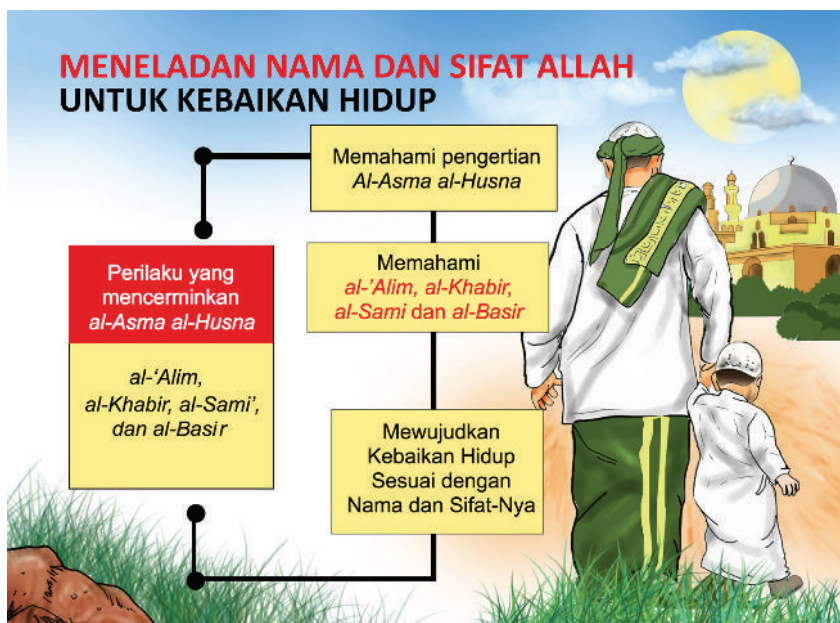 MENELADAN NAMA DAN SIFAT ALLAH
UNTUK KEBAIKAN HIDUP
Memahami pengertian
Al-Asma al-Husna
Memahami
al-'Alim, al-Khabir,
al-Sami dan al-Basir
Mewujudkan
Kebaikan Hidup
Sesuai dengan
Nama dan Sifat-Nya
Perilaku yang
mencerminkan
al-Asma al-Husna
al-‘Alim,
al-Khabir, al-Sami’,
dan al-Basir